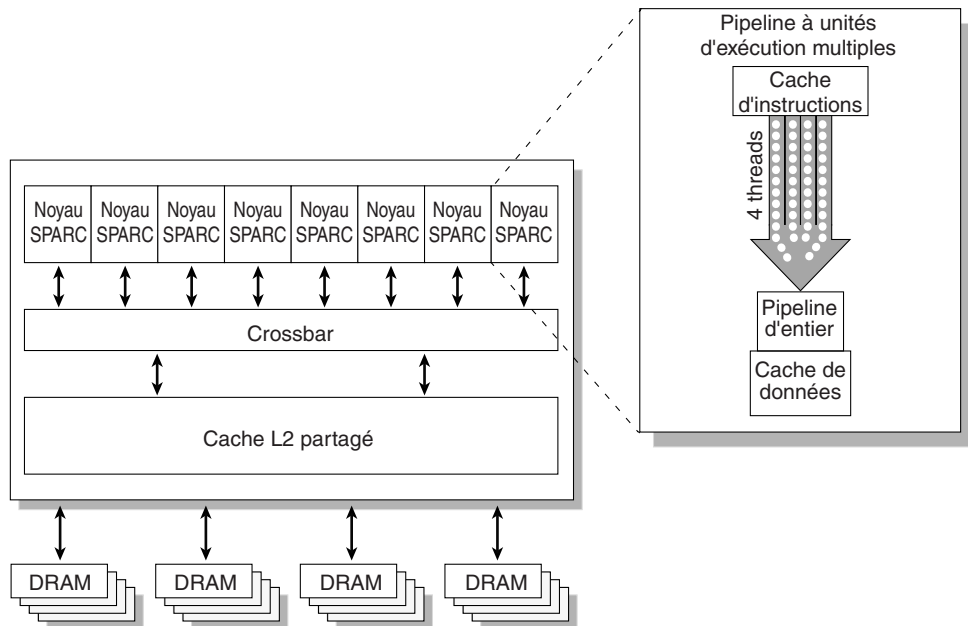 Pipeline à unités
d'exécution multiples
Cache
d'instructions
4 threads
Pipeline
d'entier
Cache de
données
Noyau
SPARC
Noyau
SPARC
Noyau
SPARC
Noyau
SPARC
Noyau
SPARC
Noyau
SPARC
Noyau
SPARC
Noyau
SPARC
Crossbar
Cache L2 partagé
DRAM
DRAM
DRAM
DRAM